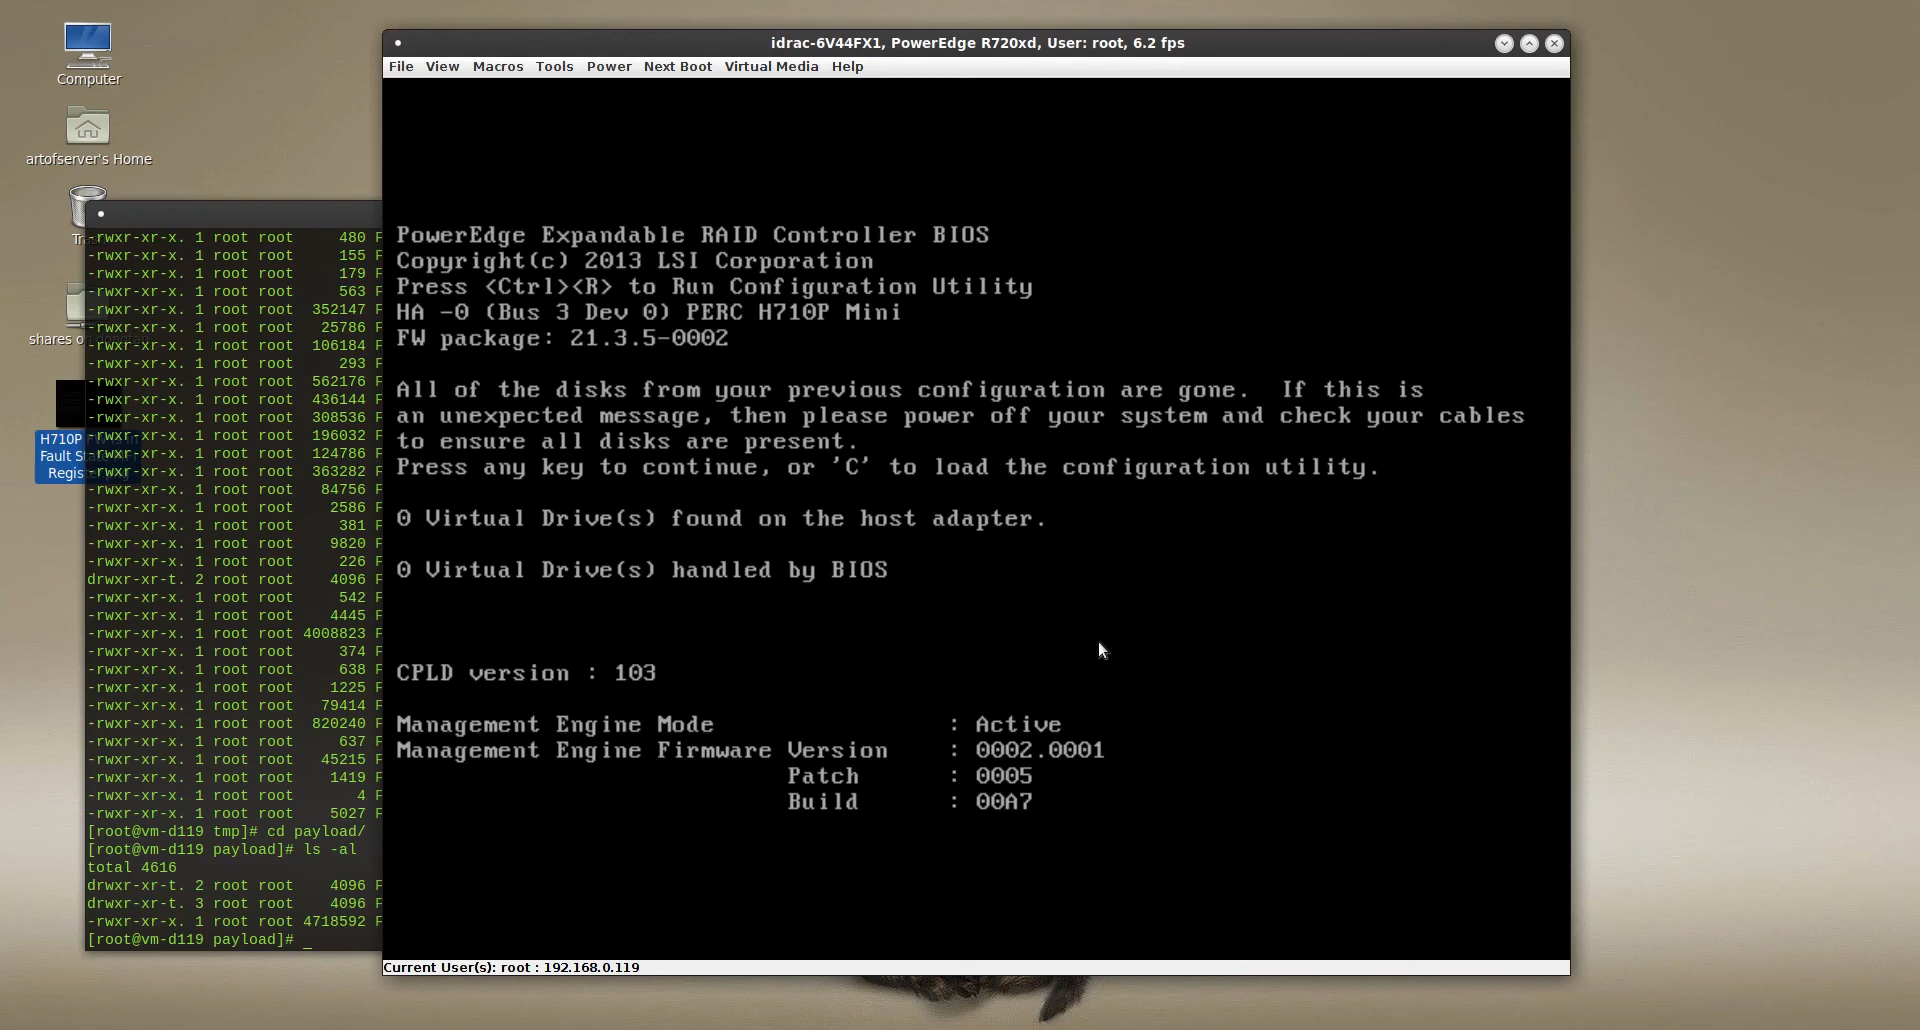 Computer
artofserver's Home
shares on
H710P
Fault
Regis
-rwxr-xr-x. 1 root root 480 F
-rwxr-xr-x. 1 root root 155 F
-rwxr-xr-x. 1 root root 179 F
-rwxr-xr-x. 1 root root 563 F
-rwxr-xr-x. 1 root root 352147 F
-rwxr-xr-x. 1 root root 25786 F
-rwxr-xr-x. 1 root root 106184 F
-rwxr-xr-x. 1 root root 293 F
-rwxr-xr-x. 1 root root 562176 F
-rwxr-xr-x. 1 root root 436144 F
-rwxr-xr-x. 1 root root 308536 F
-rwxr-xr-x. 1 root root 196032 F
-rwxr-xr-x. 1 root root 124786 F
-rwxr-xr-x. 1 root root 363282 F
-rwxr-xr-x. 1 root root 84756 F
-rwxr-xr-x. 1 root root 2586 F
-rwxr-xr-x. 1 root root 381 F
-rwxr-xr-x. 1 root root 9820 F
-rwxr-xr-x. 1 root root 226 F
drwxr-xr-t. 2 root root 4096 F
-rwxr-xr-x. 1 root root 542 F
-rwxr-xr-x. 1 root root 4445 F
-rwxr-xr-x. 1 root root 4008823 F
-rwxr-xr-x. 1 root root 374 F
-rwxr-xr-x. 1 root root 638 F
-rwxr-xr-x. 1 root root 1225 F
-rwxr-xr-x. 1 root root 79414 F
-rwxr-xr-x. 1 root root 820240 F
-rwxr-xr-x. 1 root root 637 F
-rwxr-xr-x. 1 root root 45215 F
-rwxr-xr-x. 1 root root 1419 F
-rwxr-xr-x. 1 root root 4 F
-rwxr-xr-x. 1 root root 5027 F
[root@vm-d119 tmp]# cd payload/
[root@vm-d119 payload]# ls -al
total 4616
drwxr-xr-t. 2 root root 4096 F
drwxr-xr-t. 3 root root 4096 F
-rwxr-xr-x. 1 root root 4718592 F
[root@vm-d119 payload]# _
idrac-6V44FX1, PowerEdge R720xd, User: root, 6.2 fps
File View Macros Tools Power Next Boot Virtual Media Help
PowerEdge Expandable RAID Controller BIOS
Copyright(c) 2013 LSI Corporation
Press <Ctrl><R> to Run Configuration Utility
HA -0 (Bus 3 Dev 0) PERC H710P Mini
FW package: 21.3.5-0002
All of the disks from your previous configuration are gone. If this is
an unexpected message, then please power off your system and check your cables
to ensure all disks are present.
Press any key to continue, or 'C' to load the configuration utility.
0 Virtual Drive(s) found on the host adapter.
0 Virtual Drive(s) handled by BIOS
CPLD version : 103
Management Engine Mode : Active
Management Engine Firmware Version : 0002.0001
Patch : 0005
Build : 00A7
Current User(s): root : 192.168.0.119